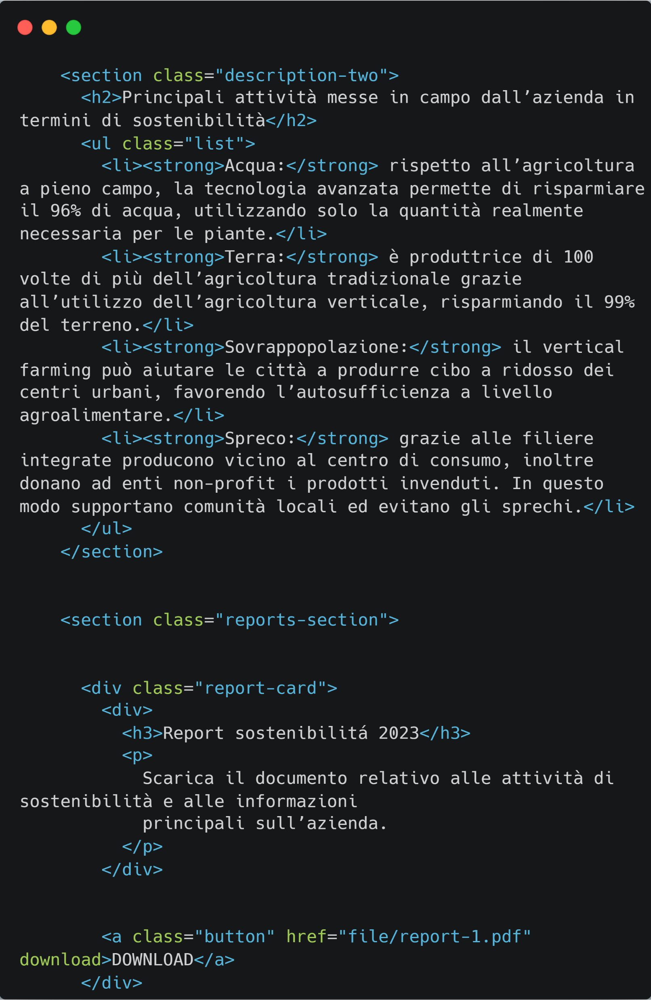 <section class="description-two">
<h2>Principali attività messe in campo dall’azienda in
termini di sostenibilità</h2>
<ul class="list">
<li><strong>Acqua:</strong> rispetto all’agricoltura
a pieno campo, la tecnologia avanzata permette di risparmiare
il 96% di acqua, utilizzando solo la quantità realmente
necessaria per le piante.</li>
<li><strong>Terra:</strong> è produttrice di 100
volte di più dell’agricoltura tradizionale grazie
all’utilizzo dell’agricoltura verticale, risparmiando il 99%
del terreno.</li>
<li><strong>Sovrappopolazione:</strong> il vertical
farming può aiutare le città a produrre cibo a ridosso dei
centri urbani, favorendo l’autosufficienza a livello
agroalimentare.</li>
<li><strong>Spreco:</strong> grazie alle filiere
integrate producono vicino al centro di consumo, inoltre
donano ad enti non-profit i prodotti invenduti. In questo
modo supportano comunità locali ed evitano gli sprechi.</li>
</ul>
</section>
<section class="reports-section">
<div class="report-card">
<div>
<h3>Report sostenibilitá 2023</h3>
<p>
Scarica il documento relativo alle attività di
sostenibilità e alle informazioni
principali sull’azienda.
</p>
</div>
<a class="button" href="file/report-1.pdf"
download>DOWNLOAD</a>
</div>